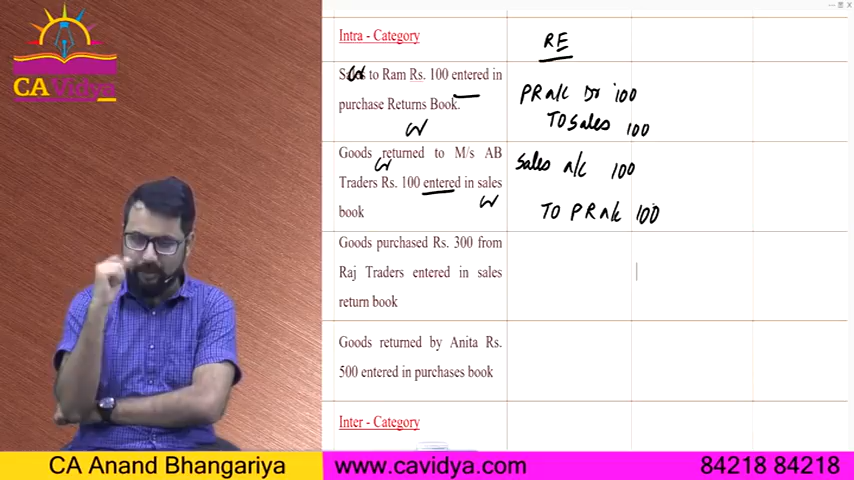 CAVidya
Intra - Category
RE
Sales to Ram Rs. 100 entered in
purchase Returns Book.
PR a/c Dr 100
TO Sales 100
Goods returned to M/s AB
Traders Rs. 100 entered in sales
book
Sales a/c 100
TO PR a/c 100
Goods purchased Rs. 300 from
Raj Traders entered in sales
return book
Goods returned by Anita Rs.
500 entered in purchases book
Inter - Category
CA Anand Bhangariya www.cavidya.com 84218 84218